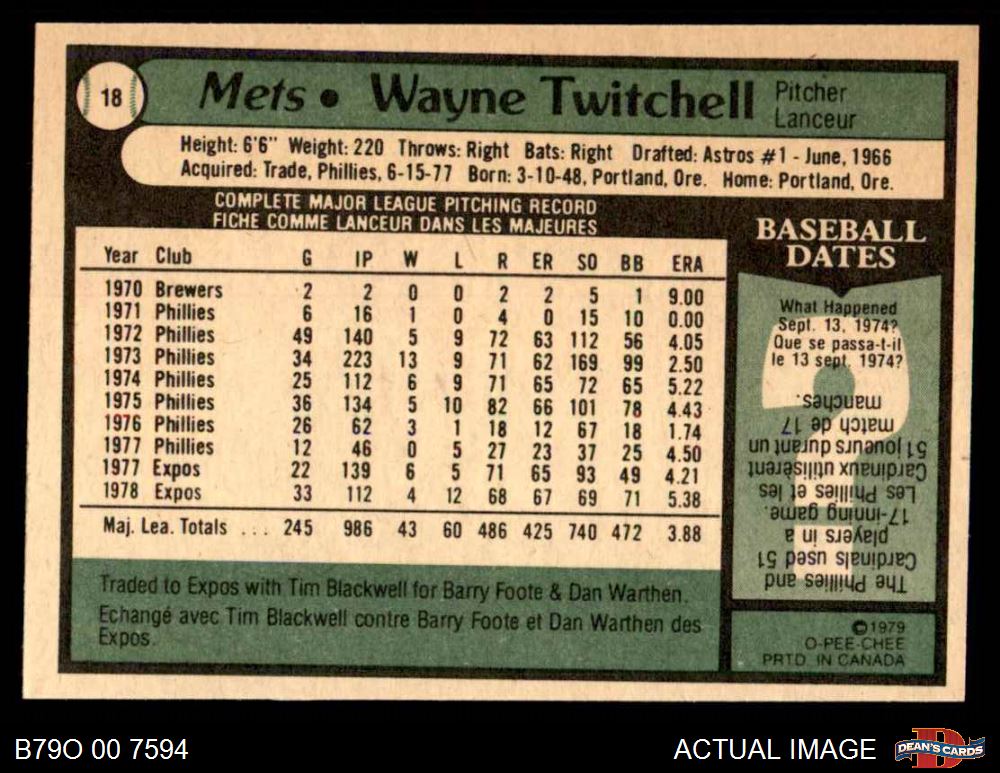 18
Mets • Wayne Twitchell
Pitcher
Lanceur
Height: 6'6" Weight: 220 Throws: Right Bats: Right Drafted: Astros #1 - June, 1966
Acquired: Trade, Phillies, 6-15-77 Born: 3-10-48, Portland, Ore. Home: Portland, Ore.
COMPLETE MAJOR LEAGUE PITCHING RECORD
FICHE COMME LANCEUR DANS LES MAJEURES
Year Club G IP W L R ER SO BB ERA
1970 Brewers 2 2 0 0 2 2 5 1 9.00
1971 Phillies 6 16 1 0 4 0 15 10 0.00
1972 Phillies 49 140 5 9 72 63 112 56 4.05
1973 Phillies 34 223 13 9 71 62 169 99 2.50
1974 Phillies 25 112 6 9 71 65 72 65 5.22
1975 Phillies 36 134 5 10 82 66 101 78 4.43
1976 Phillies 26 62 3 1 18 12 67 18 1.74
1977 Phillies 12 46 0 5 27 23 37 25 4.50
1977 Expos 22 139 6 5 71 65 93 49 4.21
1978 Expos 33 112 4 12 68 67 69 71 5.38
Maj. Lea. Totals ... 245 986 43 60 486 425 740 472 3.88
Traded to Expos with Tim Blackwell for Barry Foote & Dan Warthen.
Echangé avec Tim Blackwell contre Barry Foote et Dan Warthen des
Expos.
BASEBALL
DATES
What Happened
Sept. 13, 1974?
Que se passa-t-il
le 13 sept. 1974?
The Phillies and
Cardinals used 51
players in a
17-inning game.
Les Phillies et les
Cardinaux utilisèrent
51 joueurs durant un
match de 17
manches.
©1979
O-PEE-CHEE
PRTD. IN CANADA
B79O 00 7594
ACTUAL IMAGE
D
DEAN'S CARDS